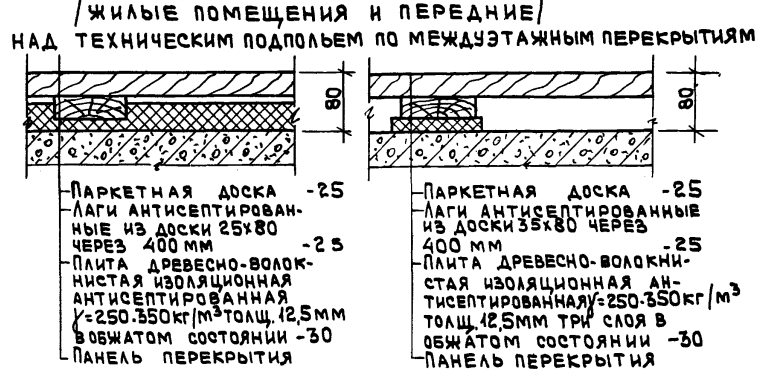 /ЖИЛЫЕ ПОМЕЩЕНИЯ И ПЕРЕДНИЕ/
НАД ТЕХНИЧЕСКИМ ПОДПОЛЬЕМ ПО МЕЖДУЭТАЖНЫМ ПЕРЕКРЫТИЯМ
80
ПАРКЕТНАЯ ДОСКА -25
ЛАГИ АНТИСЕПТИРОВАН-
НЫЕ ИЗ ДОСКИ 25х80
ЧЕРЕЗ 400 ММ -25
ПЛИТА ДРЕВЕСНО-ВОЛОК-
НИСТАЯ ИЗОЛЯЦИОННАЯ
АНТИСЕПТИРОВАННАЯ
γ=250-350кг/м³ ТОЛЩ. 12,5ММ
В ОБЖАТОМ СОСТОЯНИИ -30
ПАНЕЛЬ ПЕРЕКРЫТИЯ
80
ПАРКЕТНАЯ ДОСКА -25
ЛАГИ АНТИСЕПТИРОВАННЫЕ
ИЗ ДОСКИ 35х80 ЧЕРЕЗ
400 ММ -25
ПЛИТА ДРЕВЕСНО-ВОЛОКНИ-
СТАЯ ИЗОЛЯЦИОННАЯ АН-
ТИСЕПТИРОВАННАЯ γ=250-350кг/м³
ТОЛЩ. 12,5ММ ТРИ СЛОЯ В
ОБЖАТОМ СОСТОЯНИИ -30
ПАНЕЛЬ ПЕРЕКРЫТИЯ